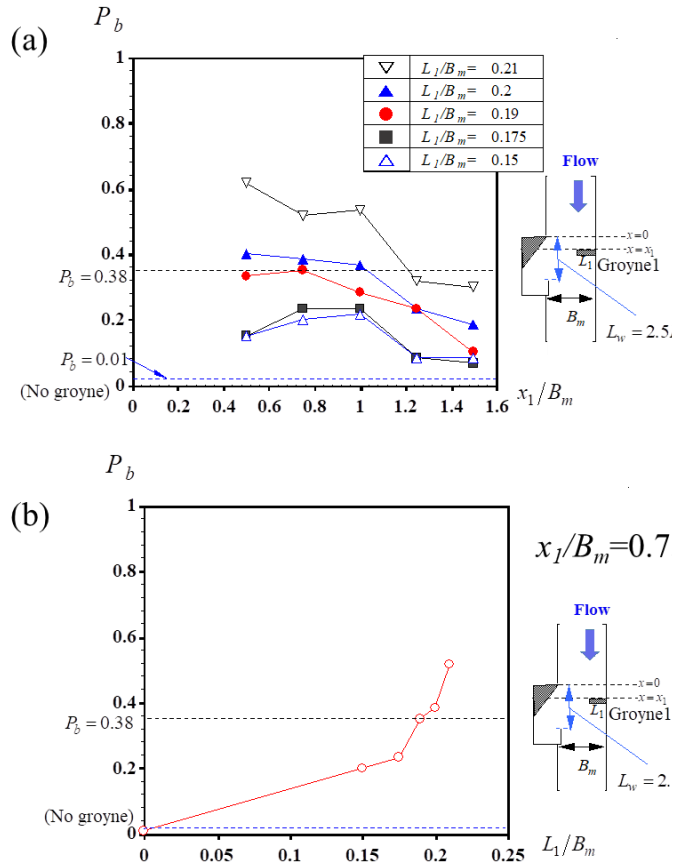 P_b
(a)
1
0.8
0.6
0.4
P_b = 0.38
0.2
P_b = 0.01
0
(No groyne)
0 0.2 0.4 0.6 0.8 1 1.2 1.4 1.6
x_1/B_m
L_1/B_m= 0.21
L_1/B_m= 0.2
L_1/B_m= 0.19
L_1/B_m= 0.175
L_1/B_m= 0.15
Flow
x=0
x=x_1
L_1 Groyne1
B_m
L_w = 2.5
P_b
(b)
1
0.8
0.6
0.4
P_b = 0.38
0.2
(No groyne)
0
0 0.05 0.1 0.15 0.2 0.25
L_1/B_m
x_1/B_m=0.7
Flow
x=0
x=x_1
L_1 Groyne1
B_m
L_w = 2.